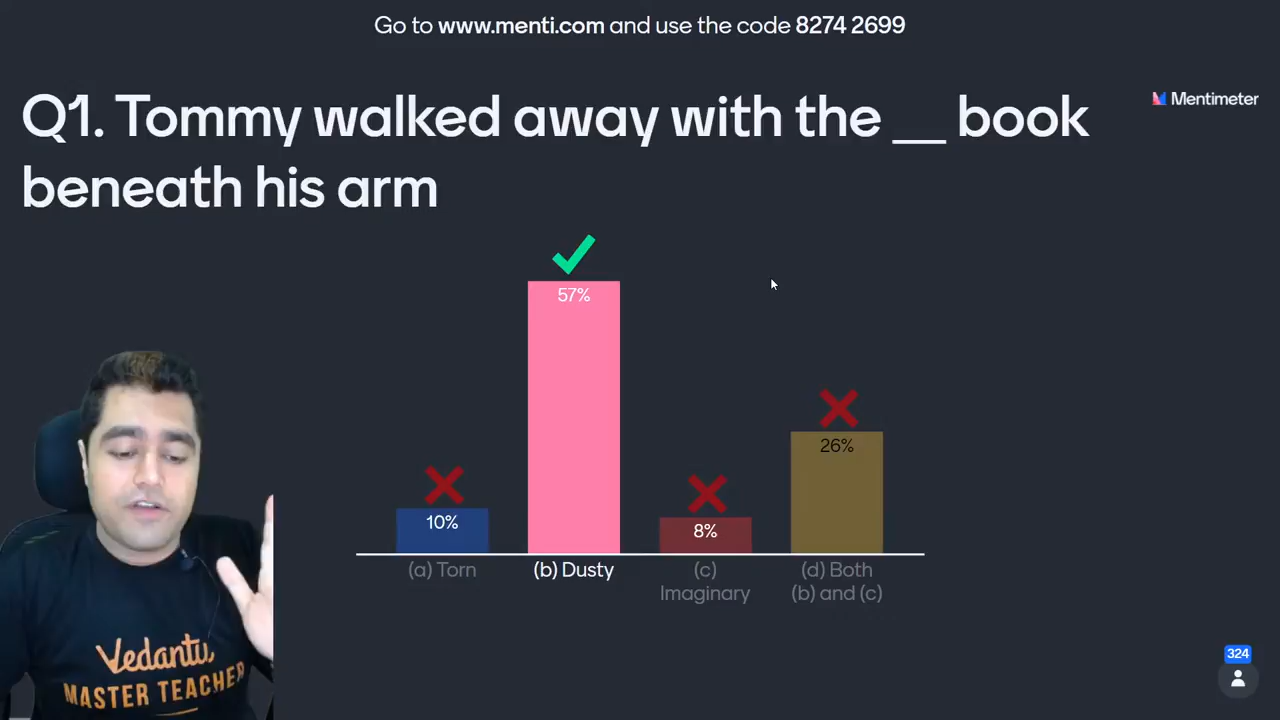 Go to www.menti.com and use the code 8274 2699
Mentimeter
Q1. Tommy walked away with the __ book
beneath his arm
57%
26%
10%
8%
(a) Torn
(b) Dusty
(c)
Imaginary
(d) Both
(b) and (c)
Vedantu
MASTER TEACHER
324